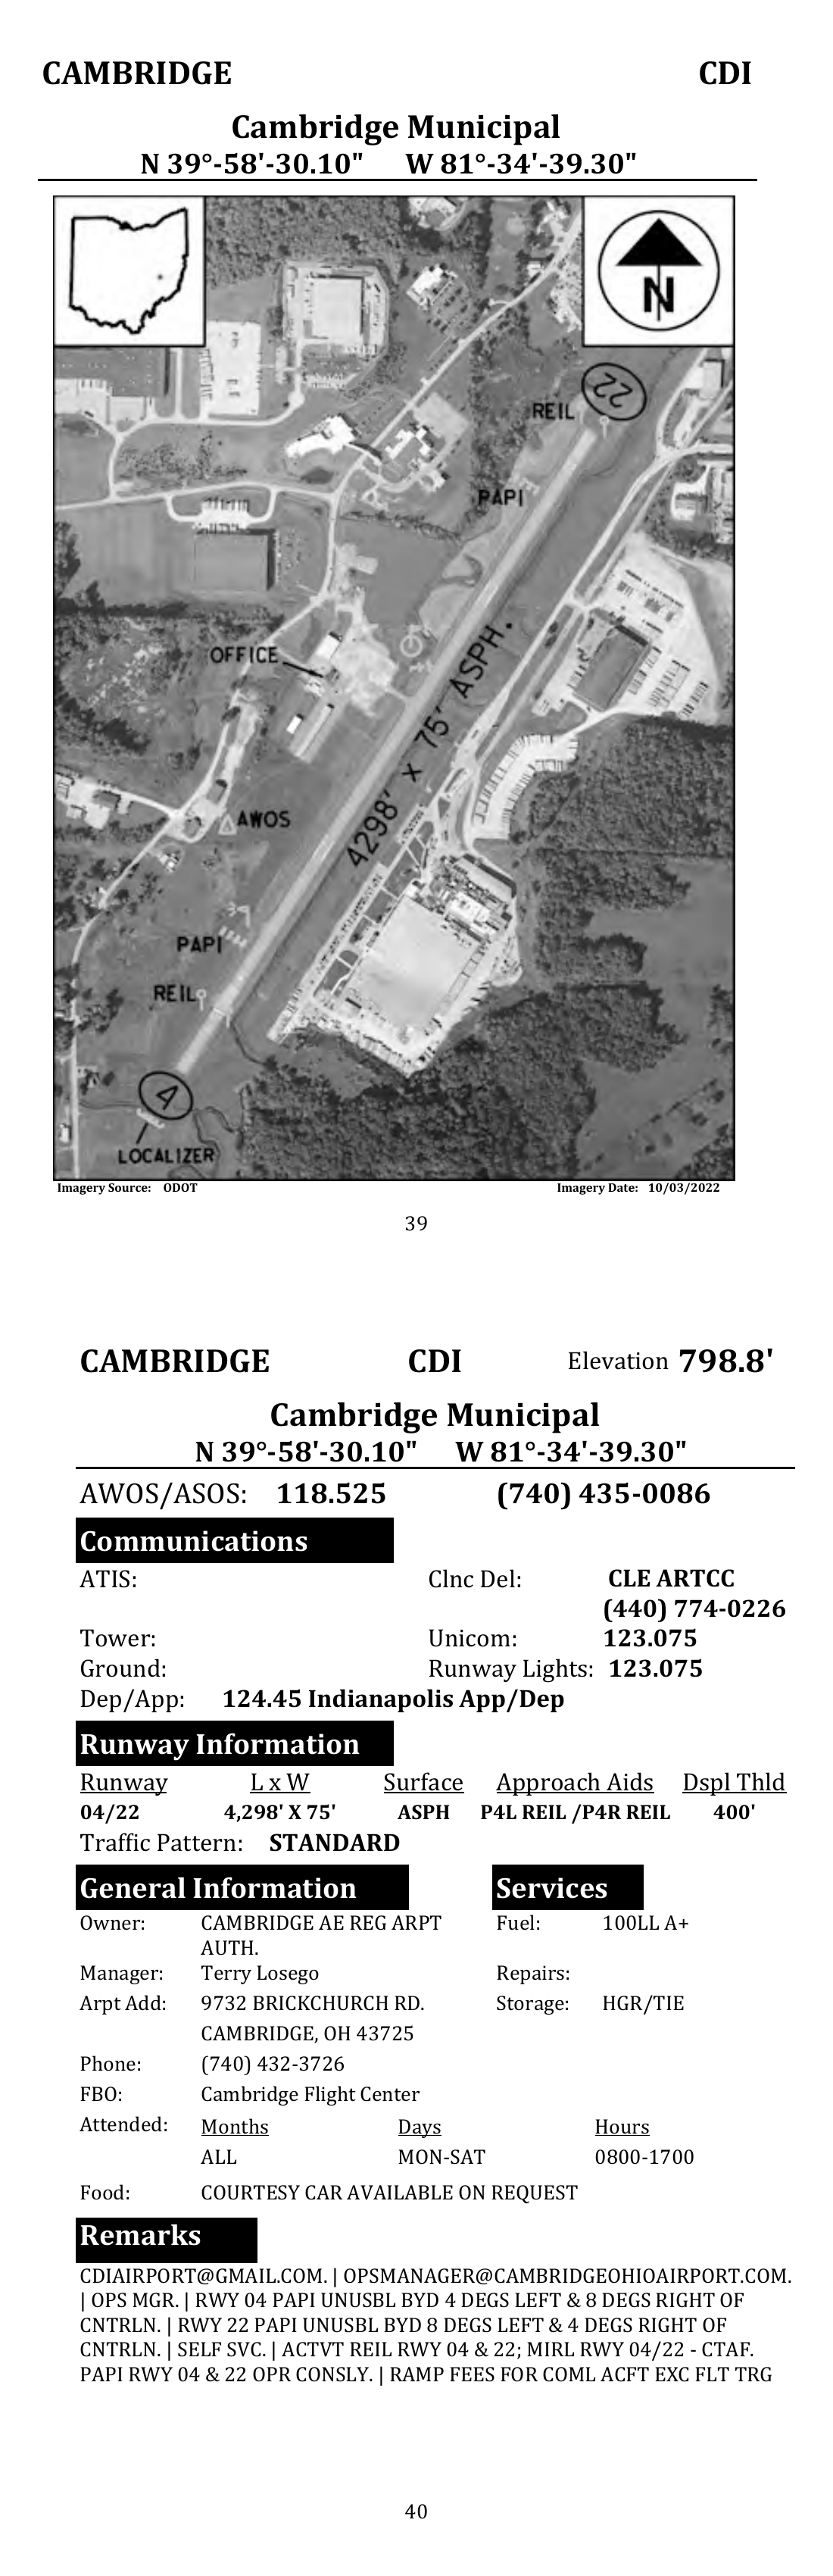 CAMBRIDGE CDI
Cambridge Municipal
N 39°-58'-30.10" W 81°-34'-39.30"
N
22
REIL
PAPI
OFFICE
4298' x 75' ASPH.
AWOS
PAPI
REIL
4
LOCALIZER
Imagery Source: ODOT Imagery Date: 10/03/2022
39
CAMBRIDGE CDI Elevation 798.8'
Cambridge Municipal
N 39°-58'-30.10" W 81°-34'-39.30"
AWOS/ASOS: 118.525 (740) 435-0086
Communications
ATIS: Clnc Del: CLE ARTCC
(440) 774-0226
Tower: Unicom: 123.075
Ground: Runway Lights: 123.075
Dep/App: 124.45 Indianapolis App/Dep
Runway Information
Runway L x W Surface Approach Aids Dspl Thld
04/22 4,298' X 75' ASPH P4L REIL /P4R REIL 400'
Traffic Pattern: STANDARD
General Information Services
Owner: CAMBRIDGE AE REG ARPT Fuel: 100LL A+
AUTH.
Manager: Terry Losego Repairs:
Arpt Add: 9732 BRICKCHURCH RD. Storage: HGR/TIE
CAMBRIDGE, OH 43725
Phone: (740) 432-3726
FBO: Cambridge Flight Center
Attended: Months Days Hours
ALL MON-SAT 0800-1700
Food: COURTESY CAR AVAILABLE ON REQUEST
Remarks
CDIAIRPORT@GMAIL.COM. | OPSMANAGER@CAMBRIDGEOHIOAIRPORT.COM.
| OPS MGR. | RWY 04 PAPI UNUSBL BYD 4 DEGS LEFT & 8 DEGS RIGHT OF
CNTRLN. | RWY 22 PAPI UNUSBL BYD 8 DEGS LEFT & 4 DEGS RIGHT OF
CNTRLN. | SELF SVC. | ACTVT REIL RWY 04 & 22; MIRL RWY 04/22 - CTAF.
PAPI RWY 04 & 22 OPR CONSLY. | RAMP FEES FOR COML ACFT EXC FLT TRG
40